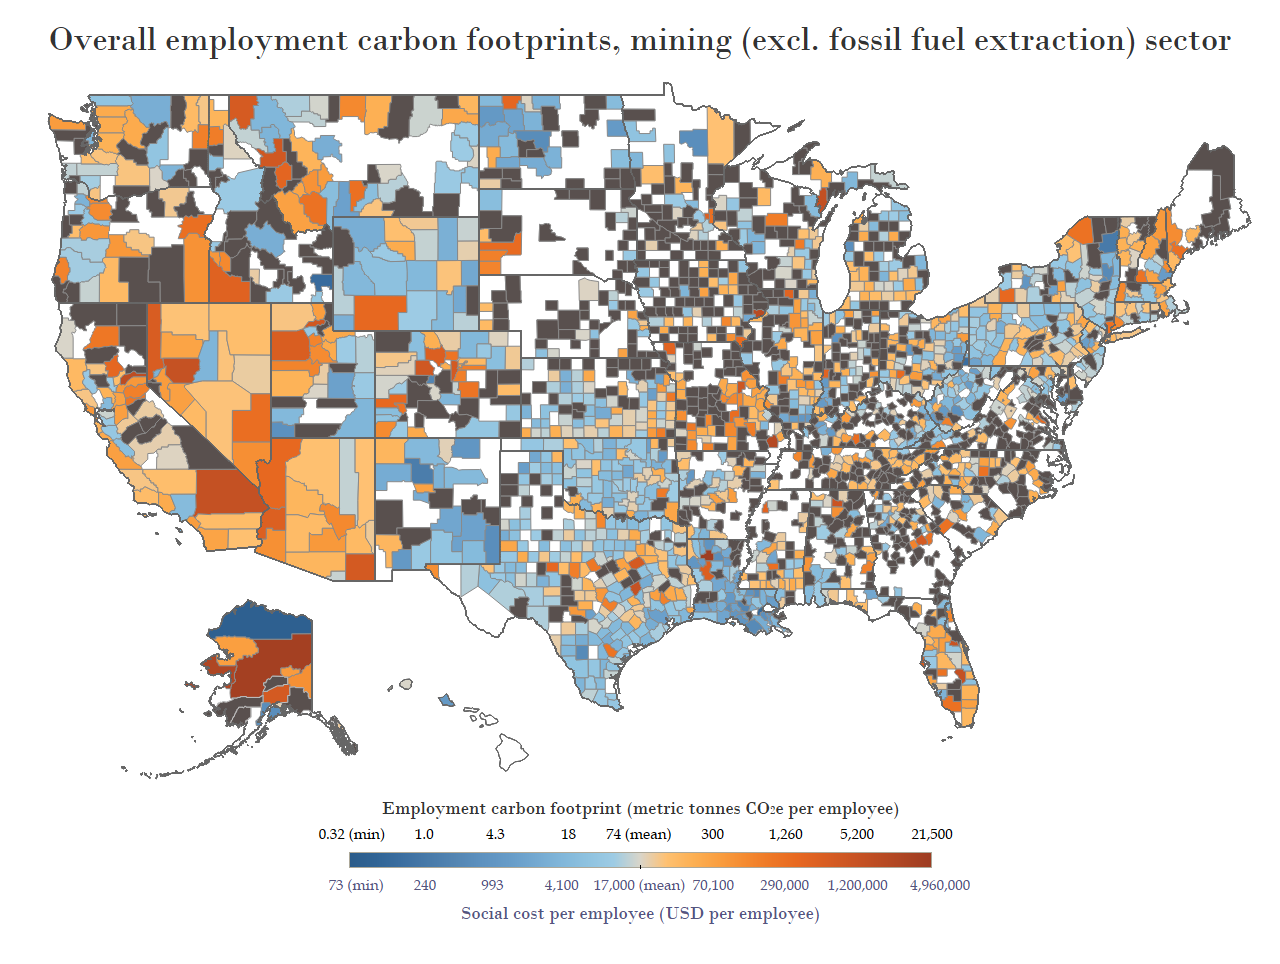 Overall employment carbon footprints, mining (excl. fossil fuel extraction) sector
Employment carbon footprint (metric tonnes CO₂e per employee)
0.32 (min) 1.0 4.3 18 74 (mean) 300 1,260 5,200 21,500
73 (min) 240 993 4,100 17,000 (mean) 70,100 290,000 1,200,000 4,960,000
Social cost per employee (USD per employee)